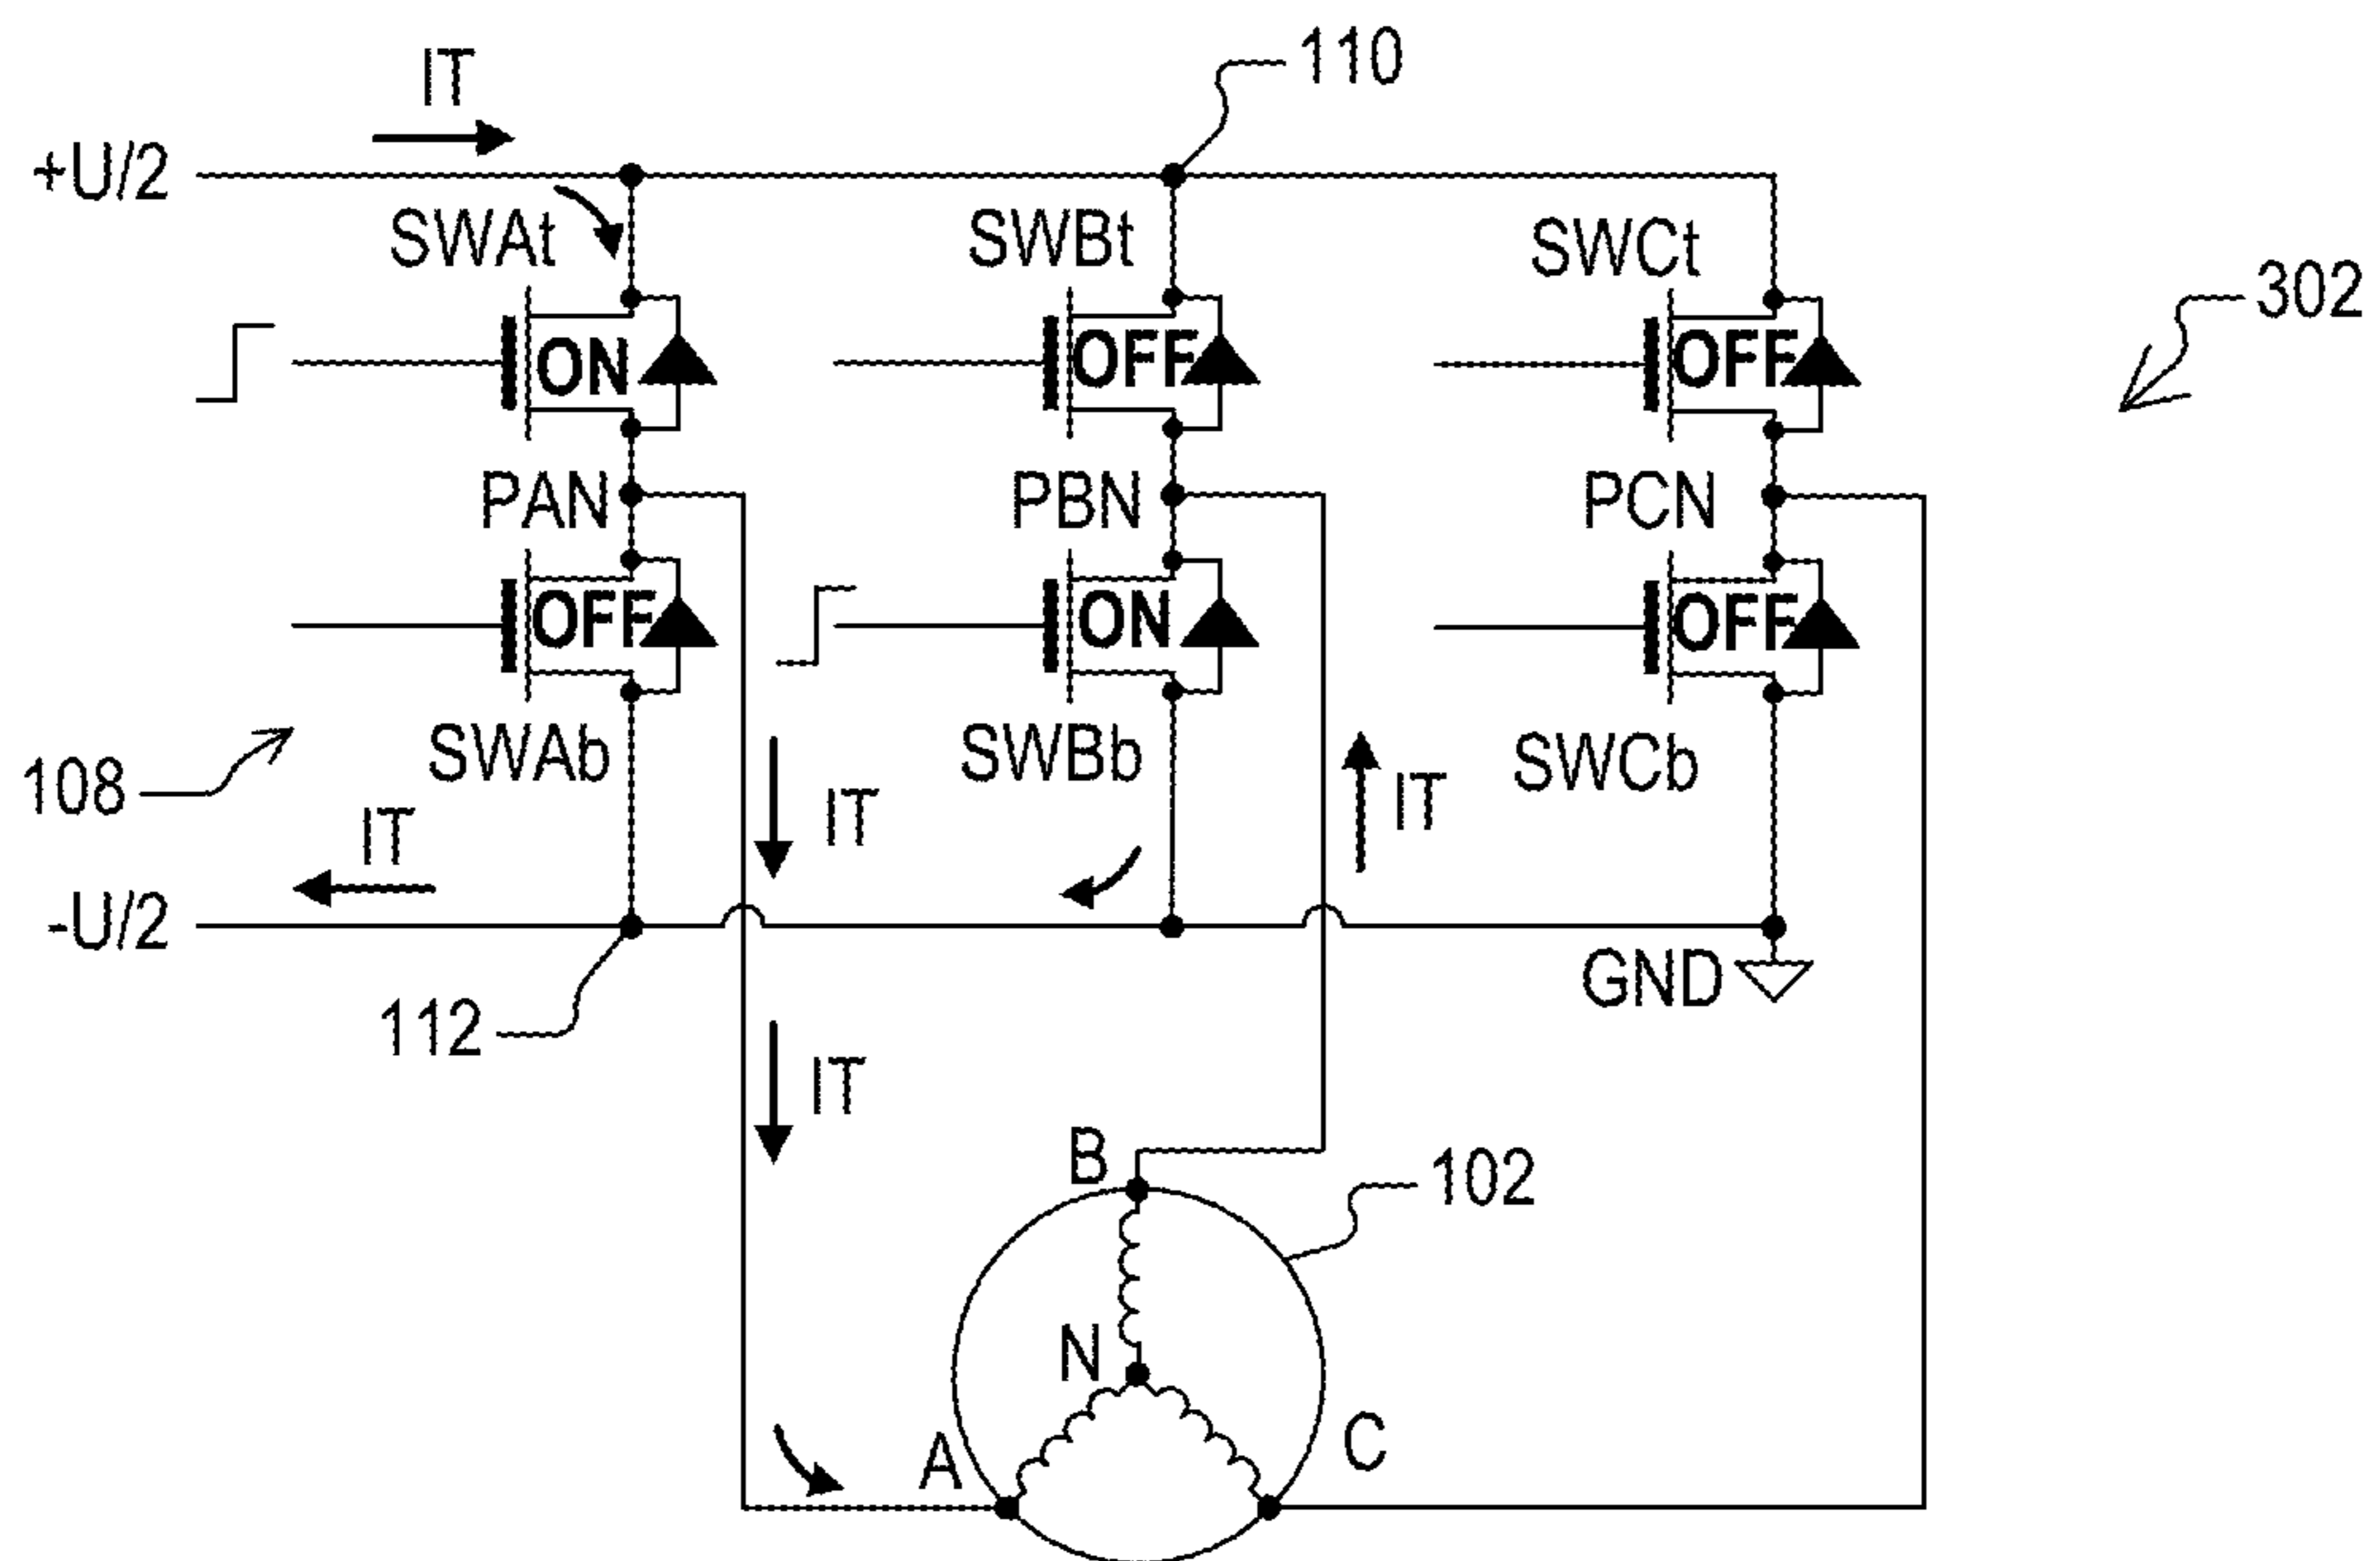 IT
110
+U/2
SWAt
SWBt
SWCt
302
ON
OFF
OFF
PAN
PBN
PCN
OFF
ON
OFF
SWAb
SWBb
SWCb
108
IT
IT
IT
-U/2
GND
112
IT
B
102
N
A
C